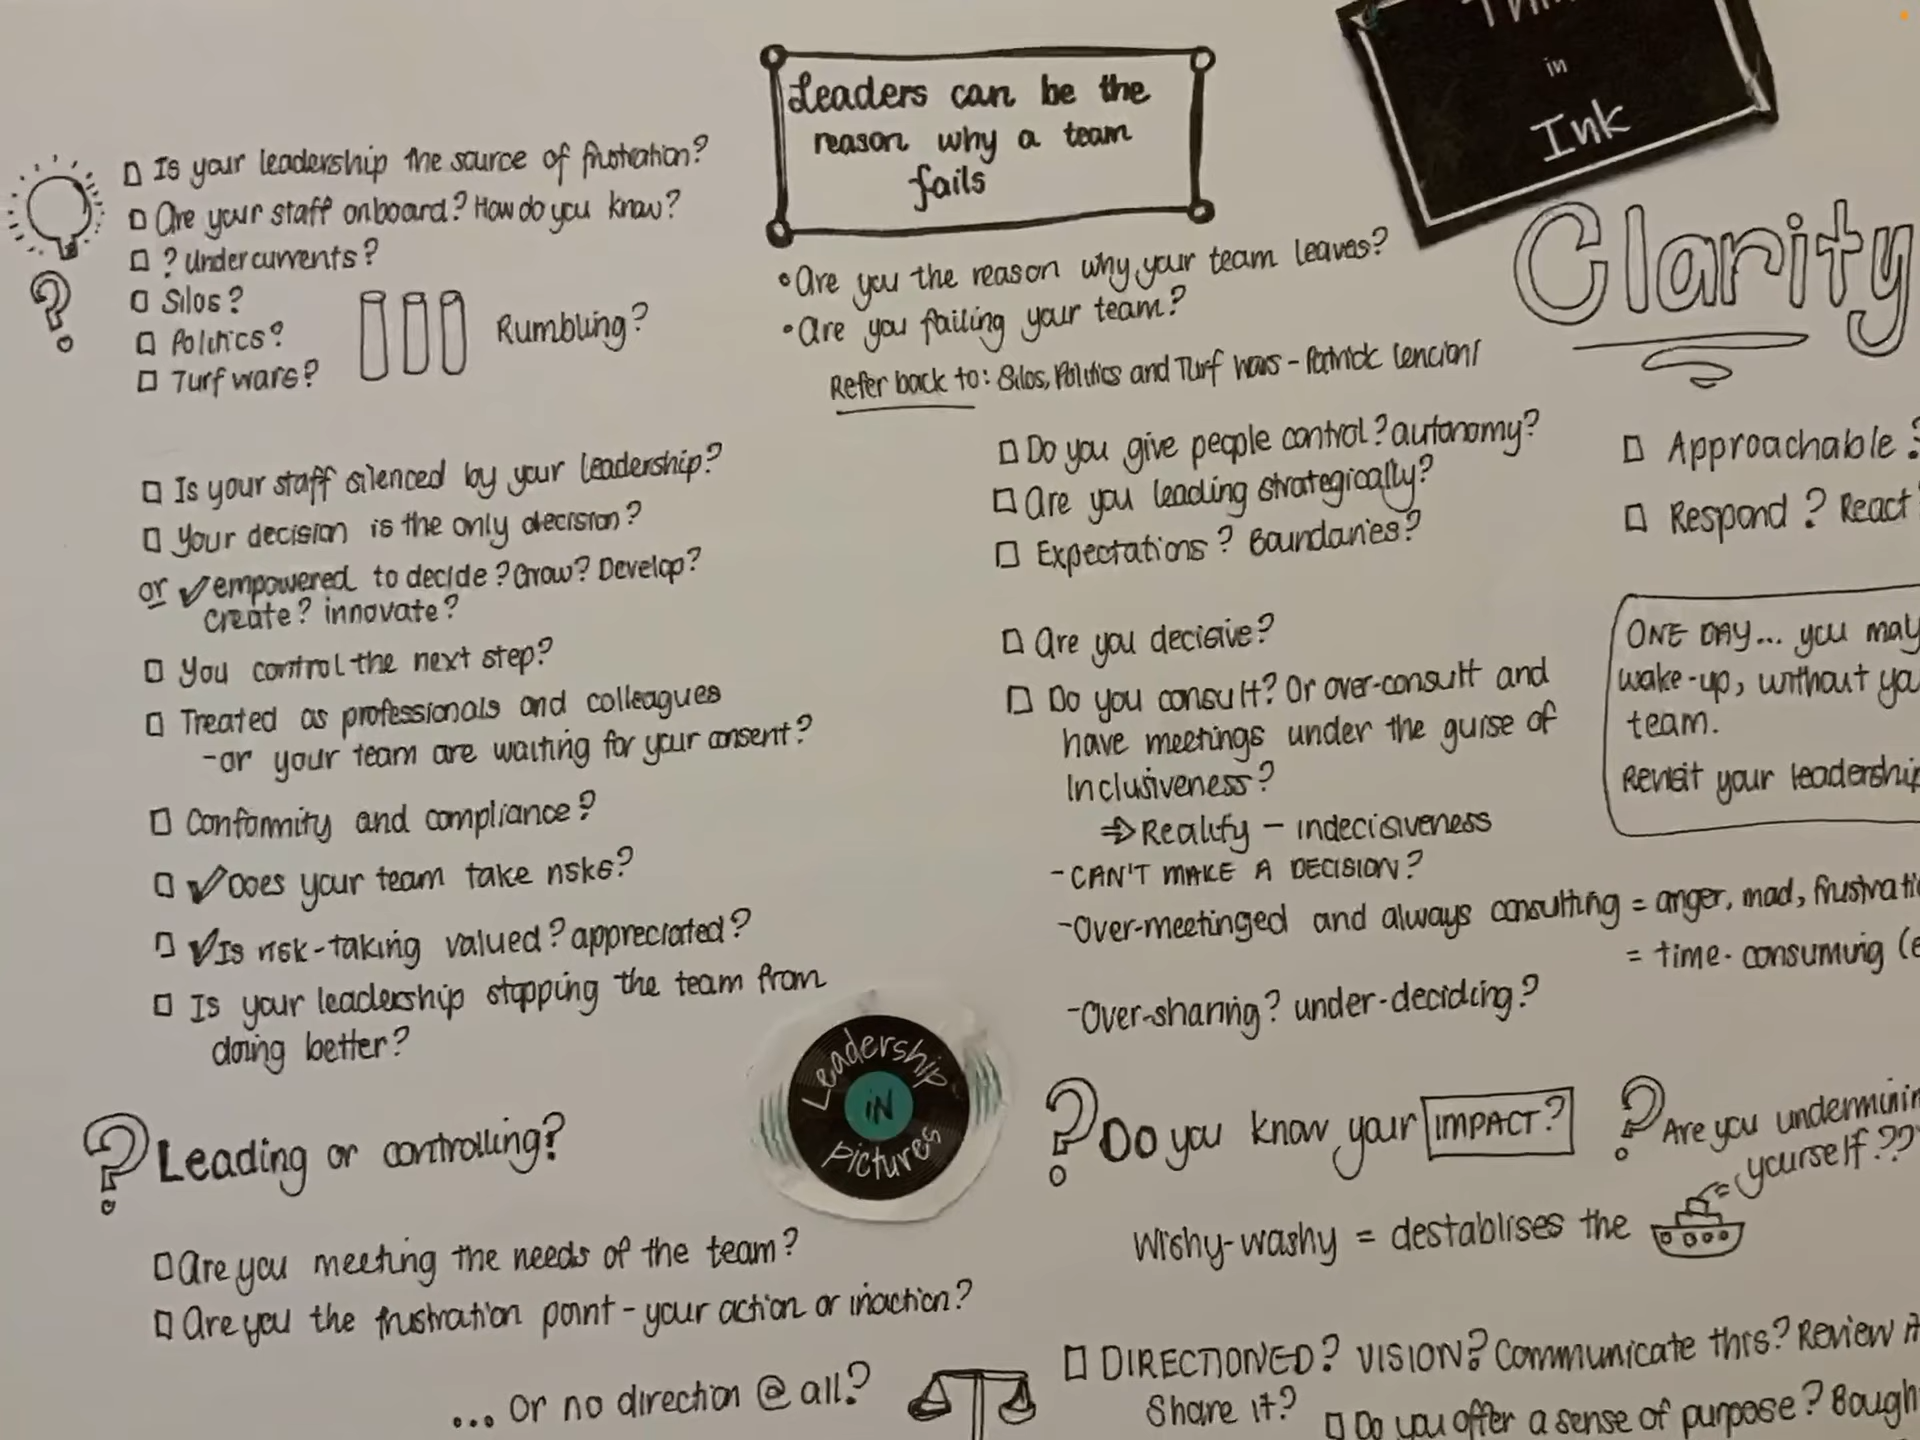 Leaders can be the
reason why a team
fails
in
Ink
Is your leadership the source of frustration?
Are your staff onboard? How do you know?
? Undercurrents?
Silos?
Politics?
Turf wars?
Rumbling?
•Are you the reason why your team leaves?
•Are you failing your team?
Refer back to: Silos, Politics and Turf Wars - Patrick Lencioni
Clarity
Is your staff silenced by your leadership?
Your decision is the only decision?
or ✓empowered to decide? Grow? Develop?
Create? innovate?
You control the next step?
Treated as professionals and colleagues
-or your team are waiting for your consent?
Conformity and compliance?
✓Does your team take risks?
✓Is risk-taking valued? appreciated?
Is your leadership stopping the team from
doing better?
Do you give people control? autonomy?
Are you leading strategically?
Expectations? Boundaries?
Are you decisive?
Do you consult? Or over-consult and
have meetings under the guise of
Inclusiveness?
⇒Reality - indecisiveness
-CAN'T MAKE A DECISION?
-Over-meetinged and always consulting = anger, mad,
= time-consuming
-Over-sharing? under-deciding?
Approachable?
Respond? React
ONE DAY... you may
wake-up, without
team.
Revisit your leadership
Leadership
iN
Pictures
? Leading or controlling?
Are you meeting the needs of the team?
Are you the frustration point - your action or inaction?
... or no direction @ all?
? Do you know your IMPACT?
? Are you
yourself??
Wishy-washy = destablises the
DIRECTIONED? VISION? Communicate this? Review
Share it?
Do you offer a sense of purpose?